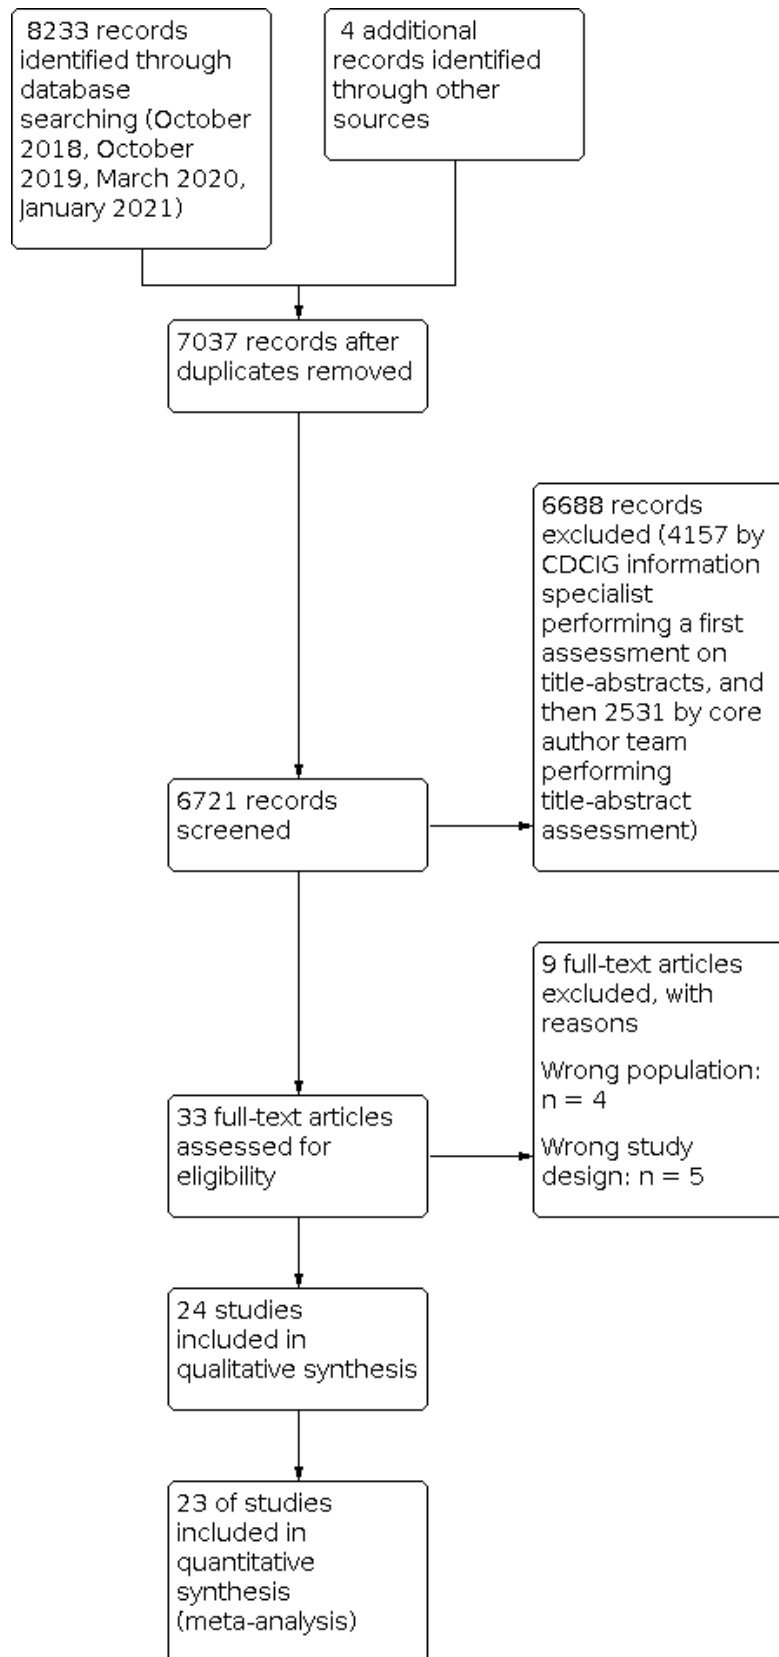 8233 records
identified through
database
searching (October
2018, October
2019, March 2020,
January 2021)
4 additional
records identified
through other
sources
7037 records after
duplicates removed
6688 records
excluded (4157 by
CDCIG information
specialist
performing a first
assessment on
title-abstracts, and
then 2531 by core
author team
performing
title-abstract
assessment)
6721 records
screened
9 full-text articles
excluded, with
reasons
Wrong population:
n = 4
Wrong study
design: n = 5
33 full-text articles
assessed for
eligibility
24 studies
included in
qualitative synthesis
23 of studies
included in
quantitative
synthesis
(meta-analysis)